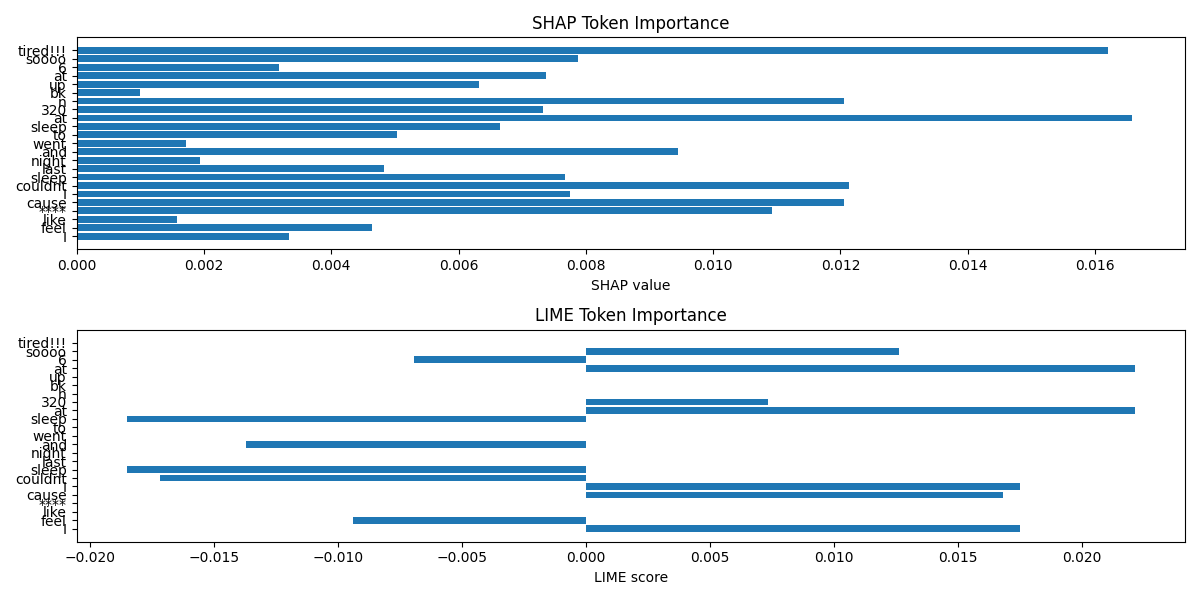 SHAP Token Importance
tired!!!
soooo
6
at
up
bk
n
320
at
sleep
to
went
and
night
last
sleep
couldnt
I
cause
****
like
feel
I
0.000 0.002 0.004 0.006 0.008 0.010 0.012 0.014 0.016
SHAP value
LIME Token Importance
tired!!!
soooo
6
at
up
bk
n
320
at
sleep
to
went
and
night
last
sleep
couldnt
I
cause
****
like
feel
I
−0.020 −0.015 −0.010 −0.005 0.000 0.005 0.010 0.015 0.020
LIME score